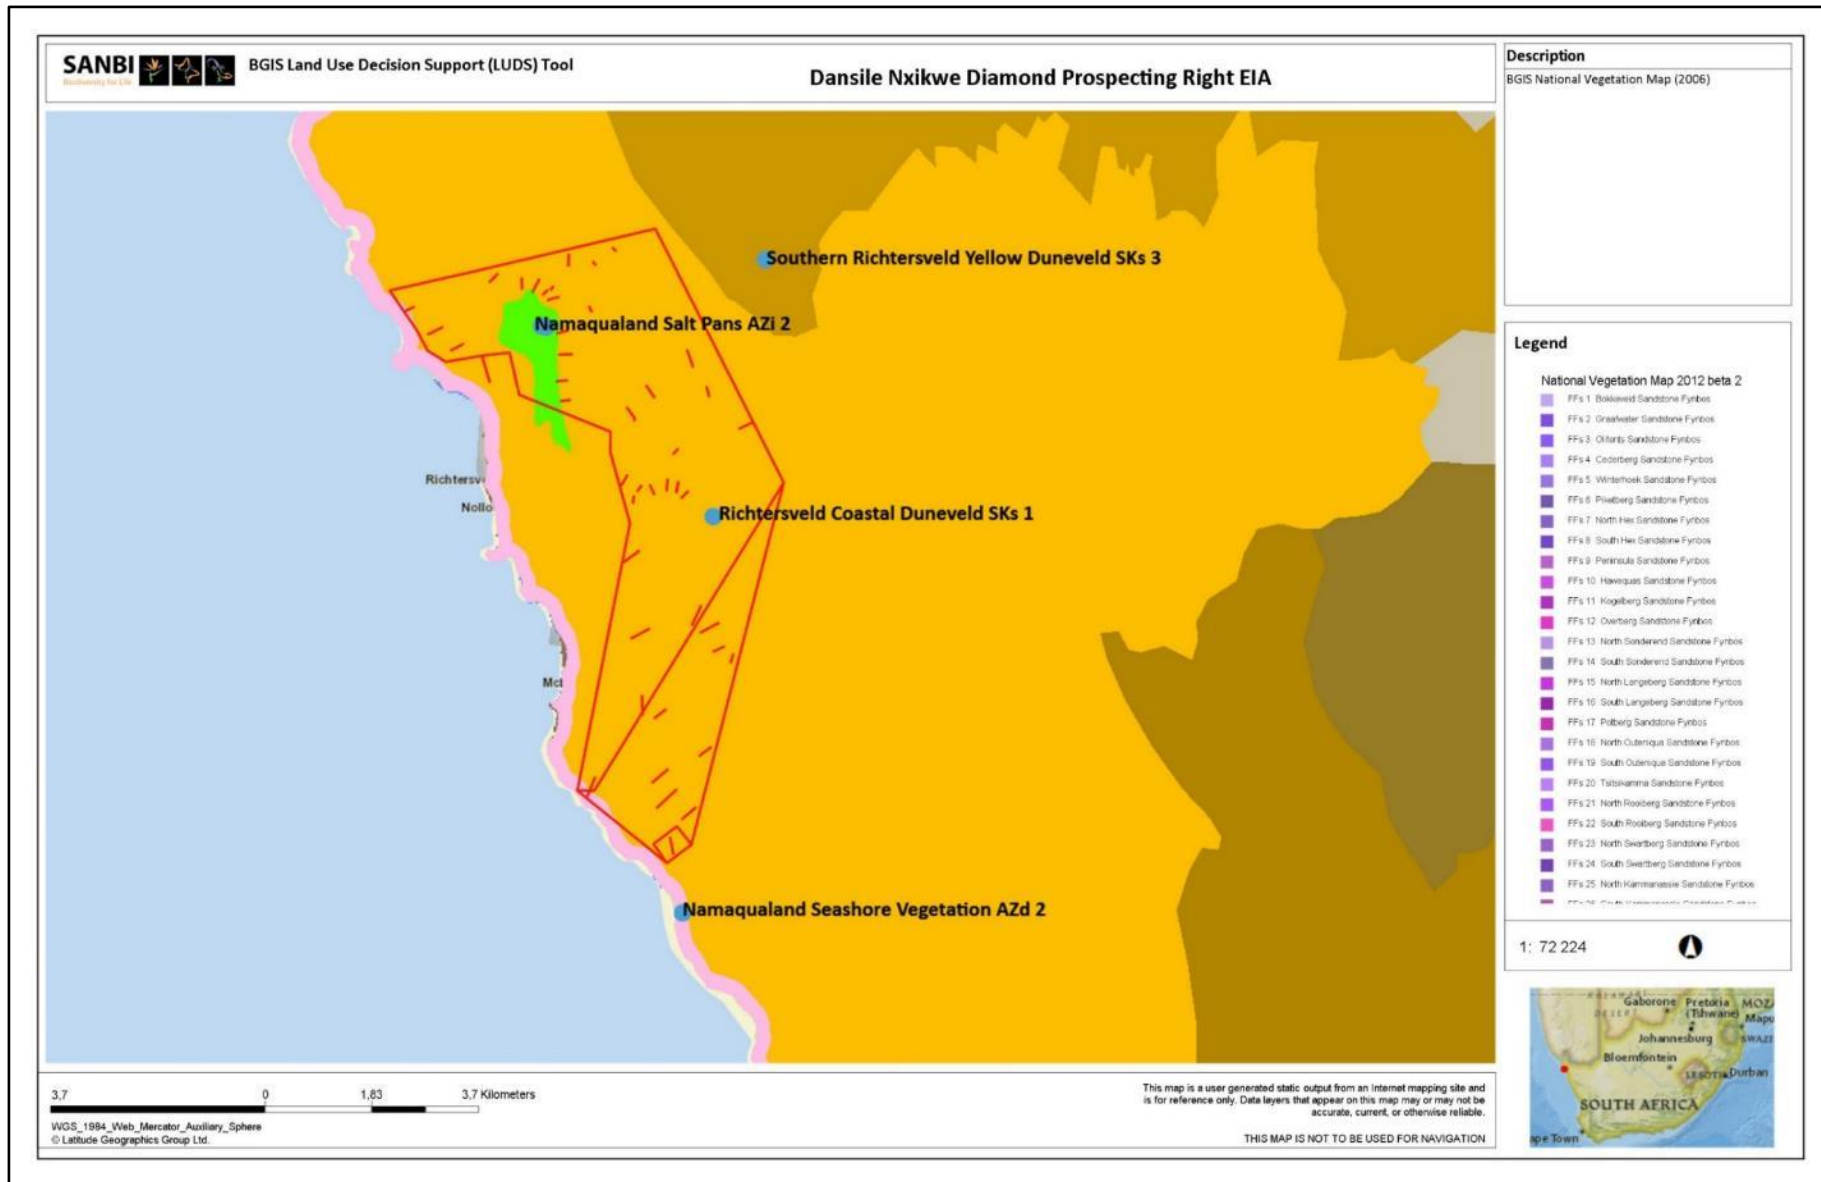 SANBI
Biodiversity for Life
BGIS Land Use Decision Support (LUDS) Tool
Dansile Nxikwe Diamond Prospecting Right EIA
Description
BGIS National Vegetation Map (2006)
Southern Richtersveld Yellow Duneveld SKs 3
Namaqualand Salt Pans AZi 2
Richtersv
Nollo
Richtersveld Coastal Duneveld SKs 1
Namaqualand Seashore Vegetation AZd 2
Legend
National Vegetation Map 2012 beta 2
FFs 1 Bokkeveld Sandstone Fynbos
FFs 2 Graafwater Sandstone Fynbos
FFs 3 Olifants Sandstone Fynbos
FFs 4 Cederberg Sandstone Fynbos
FFs 5 Winterhoek Sandstone Fynbos
FFs 6 Piketberg Sandstone Fynbos
FFs 7 North Hex Sandstone Fynbos
FFs 8 South Hex Sandstone Fynbos
FFs 9 Peninsula Sandstone Fynbos
FFs 10 Hawequas Sandstone Fynbos
FFs 11 Kogelberg Sandstone Fynbos
FFs 12 Overberg Sandstone Fynbos
FFs 13 North Sonderend Sandstone Fynbos
FFs 14 South Sonderend Sandstone Fynbos
FFs 15 North Langeberg Sandstone Fynbos
FFs 16 South Langeberg Sandstone Fynbos
FFs 17 Potberg Sandstone Fynbos
FFs 18 North Outeniqua Sandstone Fynbos
FFs 19 South Outeniqua Sandstone Fynbos
FFs 20 Tsitsikamma Sandstone Fynbos
FFs 21 North Rooiberg Sandstone Fynbos
FFs 22 South Rooiberg Sandstone Fynbos
FFs 23 North Swartberg Sandstone Fynbos
FFs 24 South Swartberg Sandstone Fynbos
FFs 25 North Kammanassie Sandstone Fynbos
1: 72 224
Gaborone
Pretoria
(Tshwane)
MOZ
Mapu
DESERT
Johannesburg
SWAZI
Bloemfontein
LESOTHO
Durban
SOUTH AFRICA
ape Town
3,7
0
1,83
3,7 Kilometers
WGS_1984_Web_Mercator_Auxiliary_Sphere
© Latitude Geographics Group Ltd.
This map is a user generated static output from an Internet mapping site and
is for reference only. Data layers that appear on this map may or may not be
accurate, current, or otherwise reliable.
THIS MAP IS NOT TO BE USED FOR NAVIGATION